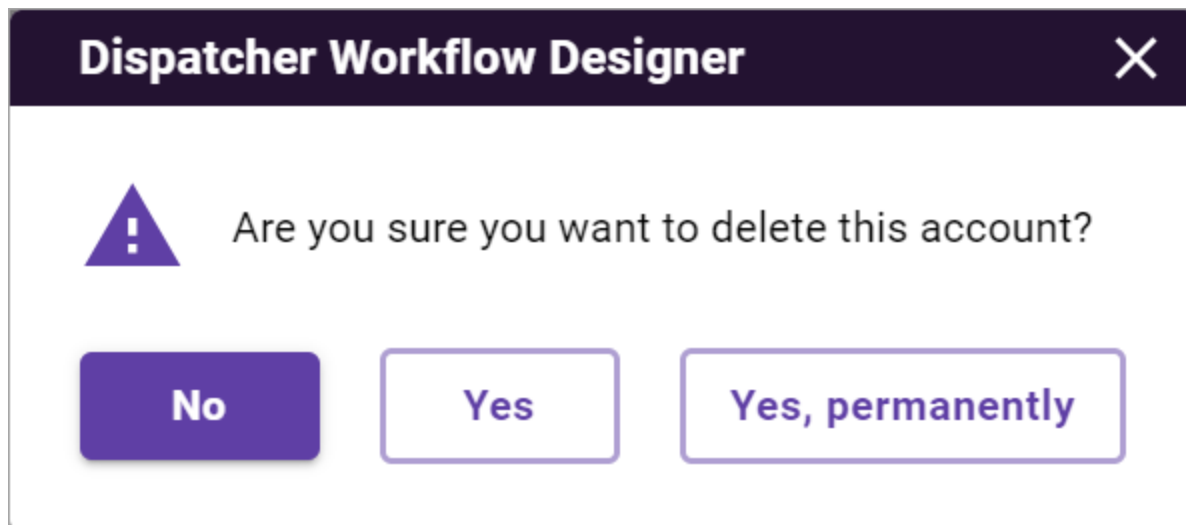 Dispatcher Workflow Designer
Are you sure you want to delete this account?
No
Yes
Yes, permanently